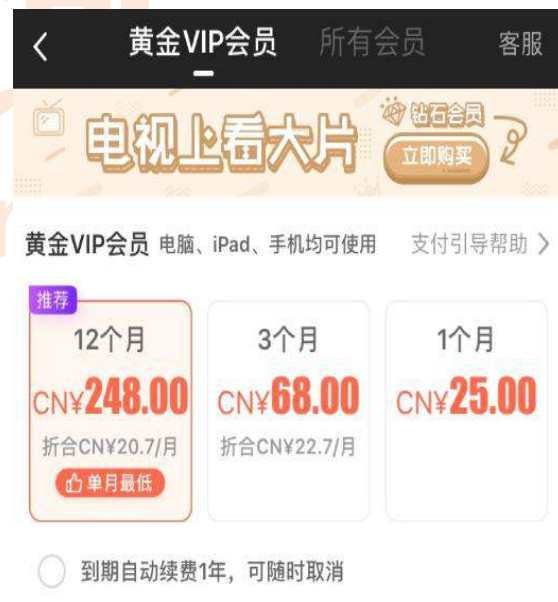 黄金VIP会员 所有会员 客服
电视上看大片 钻石会员
立即购买
黄金VIP会员 电脑、iPad、手机均可使用 支付引导帮助
推荐
12个月 3个月 1个月
CN¥248.00 CN¥68.00 CN¥25.00
折合CN¥20.7/月 折合CN¥22.7/月
单月最低
到期自动续费1年，可随时取消